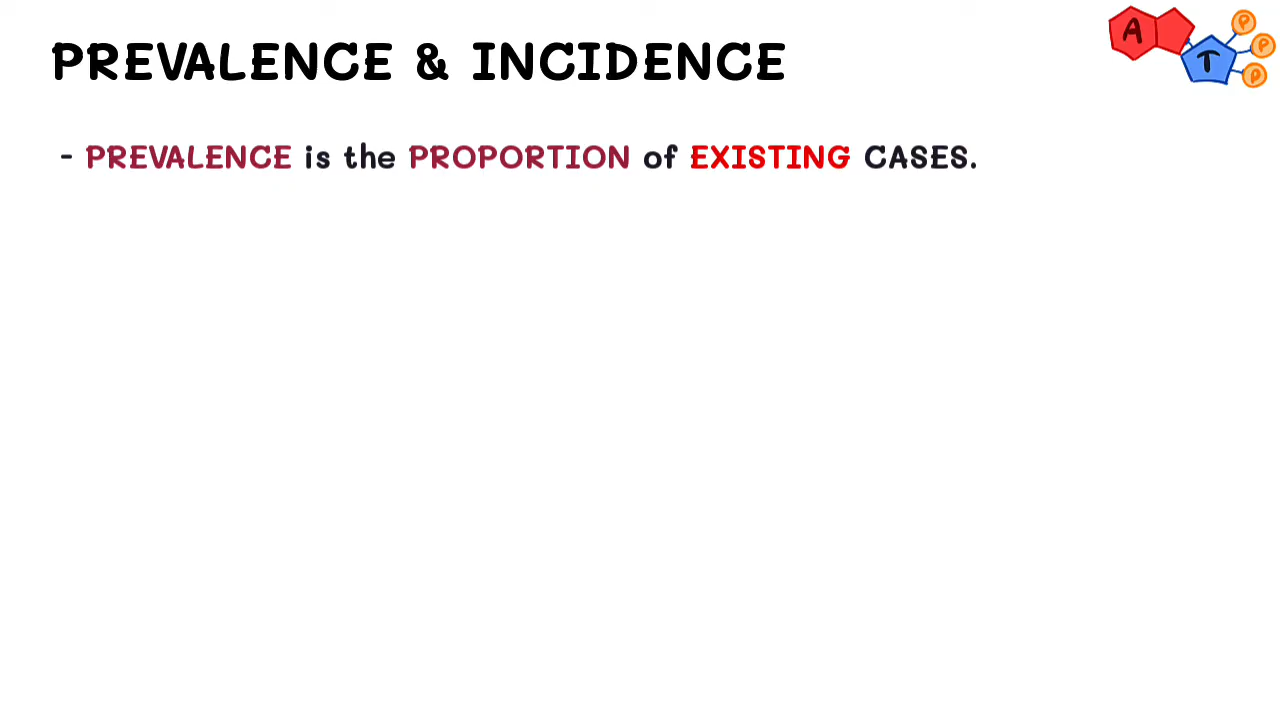 PREVALENCE & INCIDENCE
A
T
P
P
P
- PREVALENCE is the PROPORTION of EXISTING CASES.